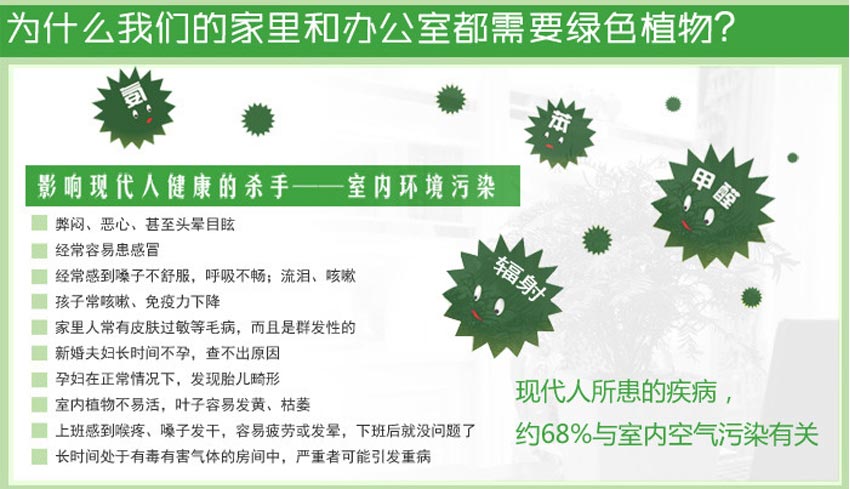 为什么我们的家里和办公室都需要绿色植物?
氡
苯
甲醛
辐射
影响现代人健康的杀手——室内环境污染
弊闷、恶心、甚至头晕目眩
经常容易患感冒
经常感到嗓子不舒服，呼吸不畅；流泪、咳嗽
孩子常咳嗽、免疫力下降
家里人常有皮肤过敏等毛病，而且是群发性的
新婚夫妇长时间不孕，查不出原因
孕妇在正常情况下，发现胎儿畸形
室内植物不易活，叶子容易发黄、枯萎
上班感到喉疼、嗓子发干，容易疲劳或发晕，下班后就没问题了
长时间处于有毒有害气体的房间中，严重者可能引发重病
现代人所患的疾病，
约68%与室内空气污染有关